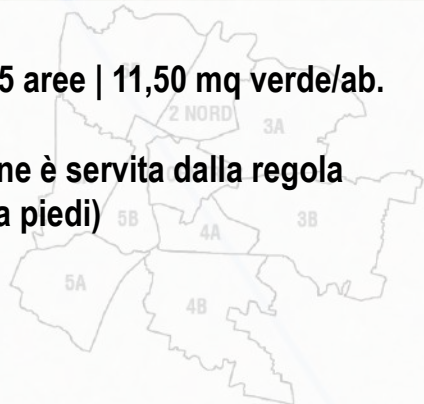 5 aree | 11,50 mq verde/ab.
2 NORD
3A
ne è servita dalla regola
a piedi)
5B
4A
3B
5A
4B